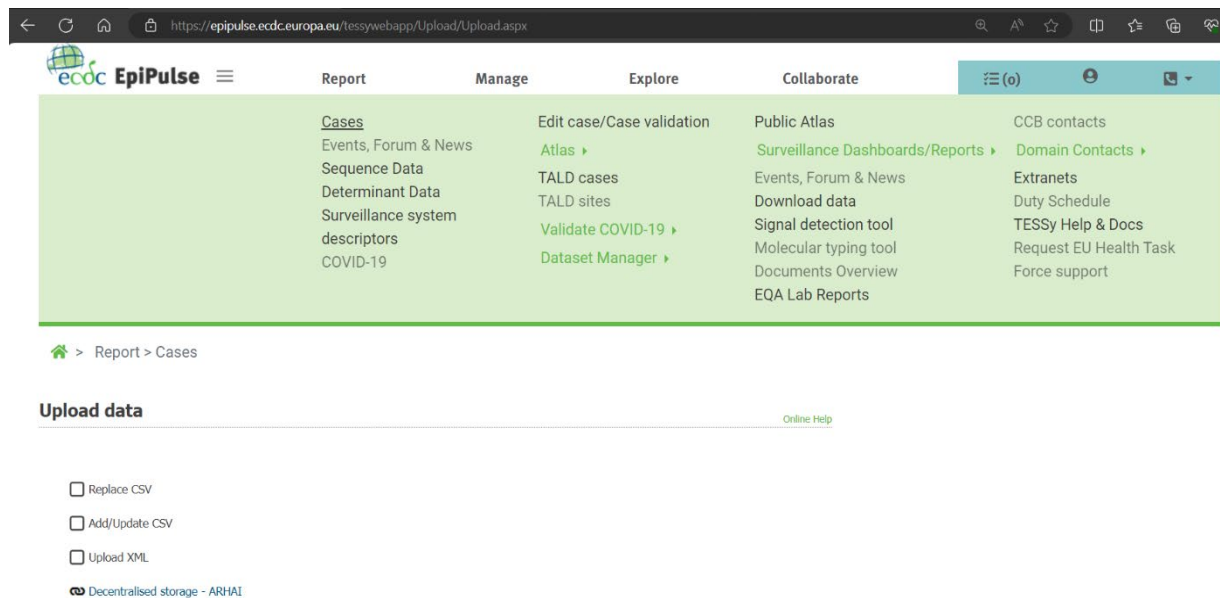 https://epipulse.ecdc.europa.eu/tessywebapp/Upload/Upload.aspx
ecdc EpiPulse
Report Manage Explore Collaborate (0)
Cases
Events, Forum & News
Sequence Data
Determinant Data
Surveillance system
descriptors
COVID-19
Edit case/Case validation
Atlas
TALD cases
TALD sites
Validate COVID-19
Dataset Manager
Public Atlas
Surveillance Dashboards/Reports
Events, Forum & News
Download data
Signal detection tool
Molecular typing tool
Documents Overview
EQA Lab Reports
CCB contacts
Domain Contacts
Extranets
Duty Schedule
TESSy Help & Docs
Request EU Health Task
Force support
> Report > Cases
Upload data
Online Help
Replace CSV
Add/Update CSV
Upload XML
Decentralised storage - ARHAI